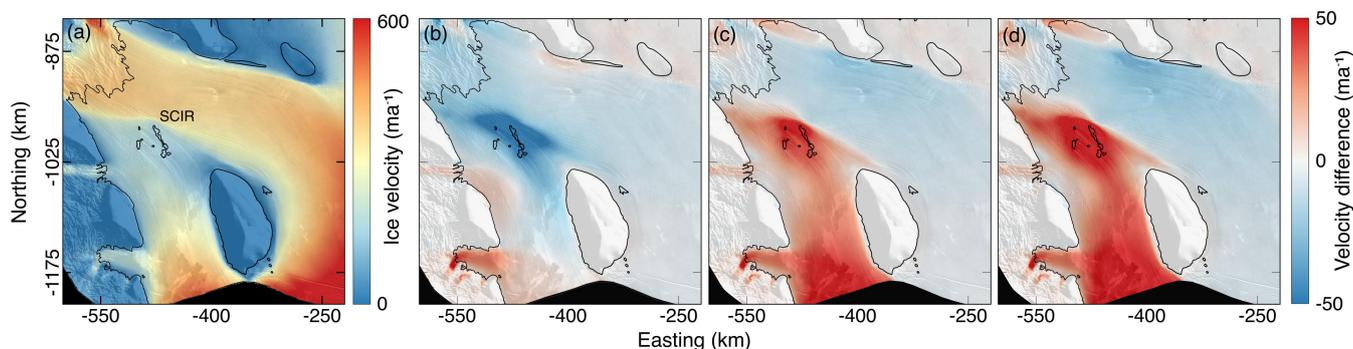 (a)
(b)
(c)
(d)
600
50
-875
-1025
-1175
Northing (km)
SCIR
Ice velocity (ma⁻¹)
0
0
Velocity difference (ma⁻¹)
-50
-550 -400 -250
-550 -400 -250
-550 -400 -250
-550 -400 -250
Easting (km)